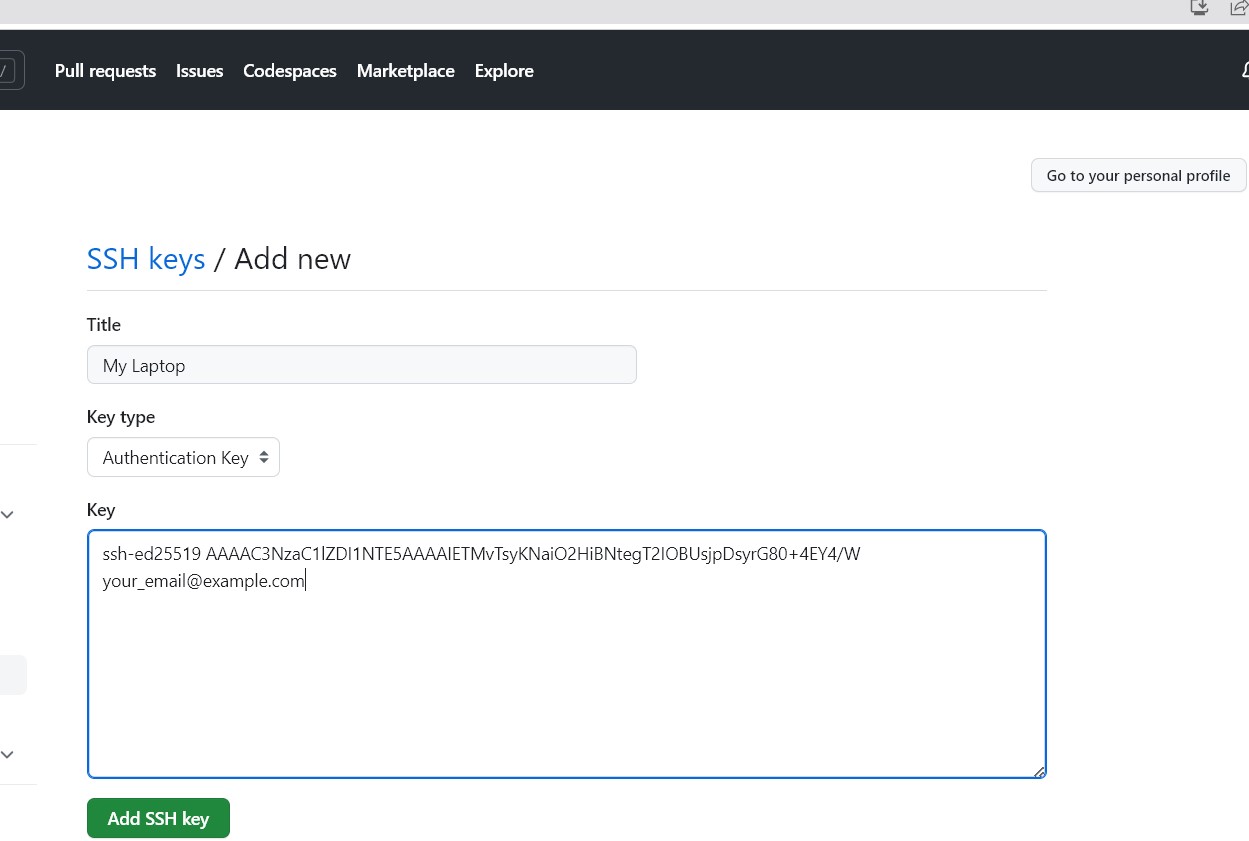 /
Pull requests Issues Codespaces Marketplace Explore
Go to your personal profile
SSH keys / Add new
Title
My Laptop
Key type
Authentication Key
Key
ssh-ed25519 AAAAC3NzaC1lZDI1NTE5AAAAIETMvTsyKNaiO2HiBNtegT2IOBUsjpDsyrG80+4EY4/W
your_email@example.com
Add SSH key